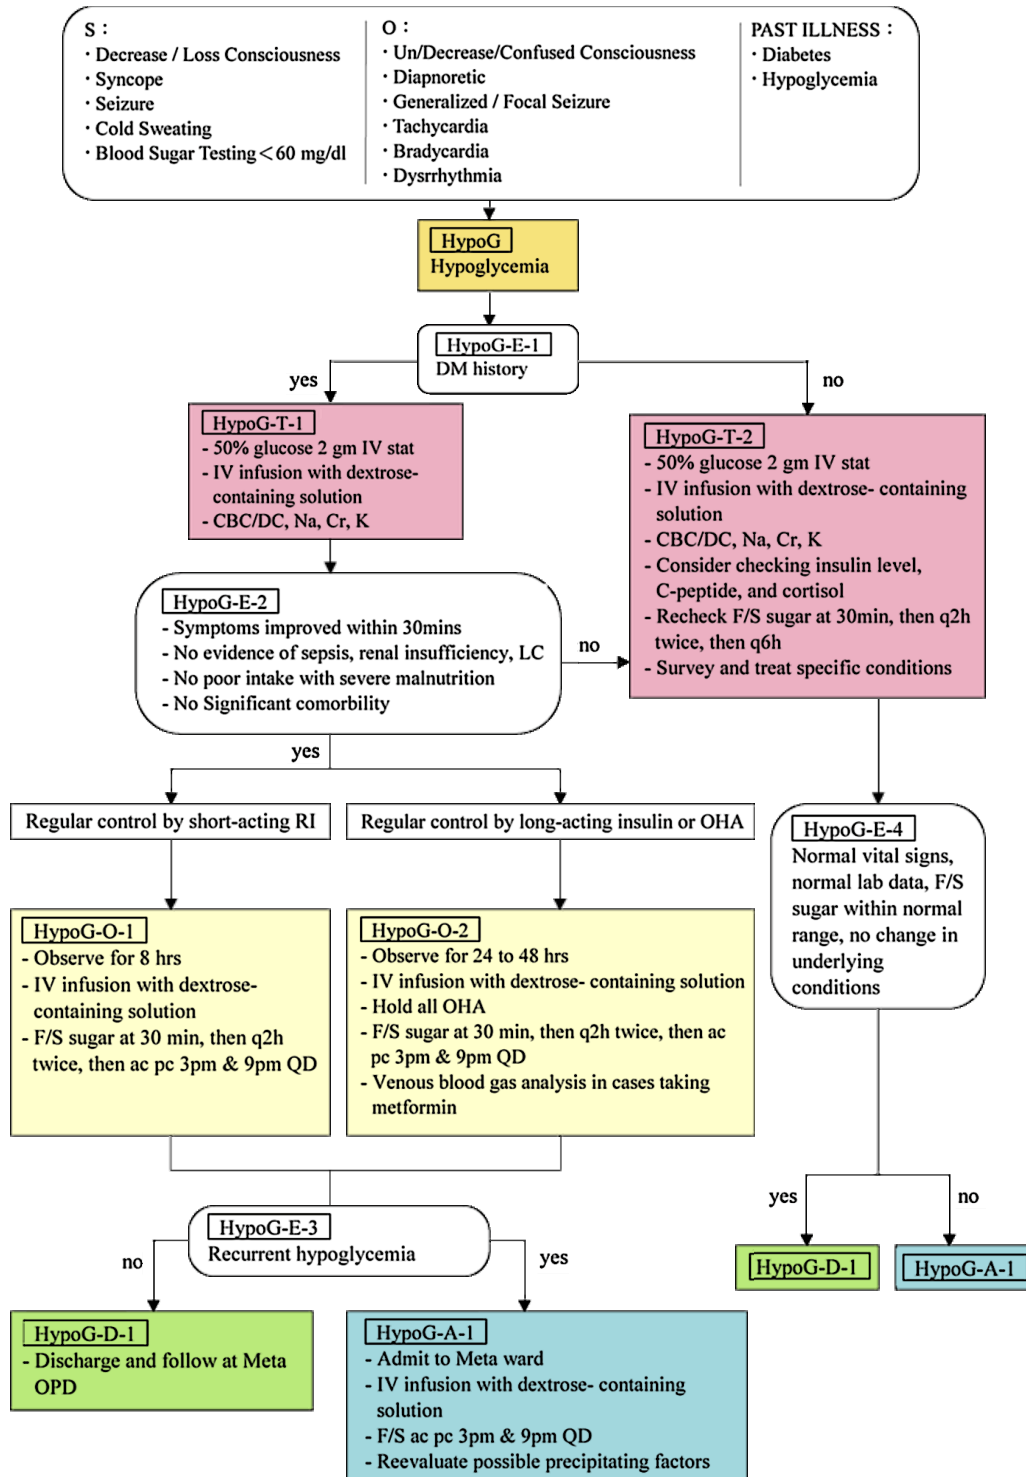 S：
· Decrease / Loss Consciousness
· Syncope
· Seizure
· Cold Sweating
· Blood Sugar Testing＜60 mg/dl
O：
· Un/Decrease/Confused Consciousness
· Diapnoretic
· Generalized / Focal Seizure
· Tachycardia
· Bradycardia
· Dysrrhythmia
PAST ILLNESS：
· Diabetes
· Hypoglycemia
HypoG
Hypoglycemia
HypoG-E-1
DM history
yes
no
HypoG-T-1
- 50% glucose 2 gm IV stat
- IV infusion with dextrose-
containing solution
- CBC/DC, Na, Cr, K
HypoG-T-2
- 50% glucose 2 gm IV stat
- IV infusion with dextrose- containing
solution
- CBC/DC, Na, Cr, K
- Consider checking insulin level,
C-peptide, and cortisol
- Recheck F/S sugar at 30min, then q2h
twice, then q6h
- Survey and treat specific conditions
HypoG-E-2
- Symptoms improved within 30mins
- No evidence of sepsis, renal insufficiency, LC
- No poor intake with severe malnutrition
- No Significant comorbility
no
yes
Regular control by short-acting RI
Regular control by long-acting insulin or OHA
HypoG-E-4
Normal vital signs,
normal lab data, F/S
sugar within normal
range, no change in
underlying
conditions
HypoG-O-1
- Observe for 8 hrs
- IV infusion with dextrose-
containing solution
- F/S sugar at 30 min, then q2h
twice, then ac pc 3pm & 9pm QD
HypoG-O-2
- Observe for 24 to 48 hrs
- IV infusion with dextrose- containing solution
- Hold all OHA
- F/S sugar at 30 min, then q2h twice, then ac
pc 3pm & 9pm QD
- Venous blood gas analysis in cases taking
metformin
yes
no
HypoG-D-1
HypoG-A-1
HypoG-E-3
Recurrent hypoglycemia
no
yes
HypoG-D-1
- Discharge and follow at Meta
OPD
HypoG-A-1
- Admit to Meta ward
- IV infusion with dextrose- containing
solution
- F/S ac pc 3pm & 9pm QD
- Reevaluate possible precipitating factors